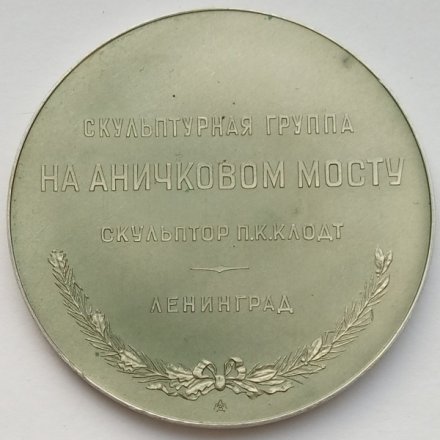 СКУЛЬПТУРНАЯ ГРУППА
НА АНИЧКОВОМ МОСТУ
СКУЛЬПТОР П.К.КЛОДТ
ЛЕНИНГРАД